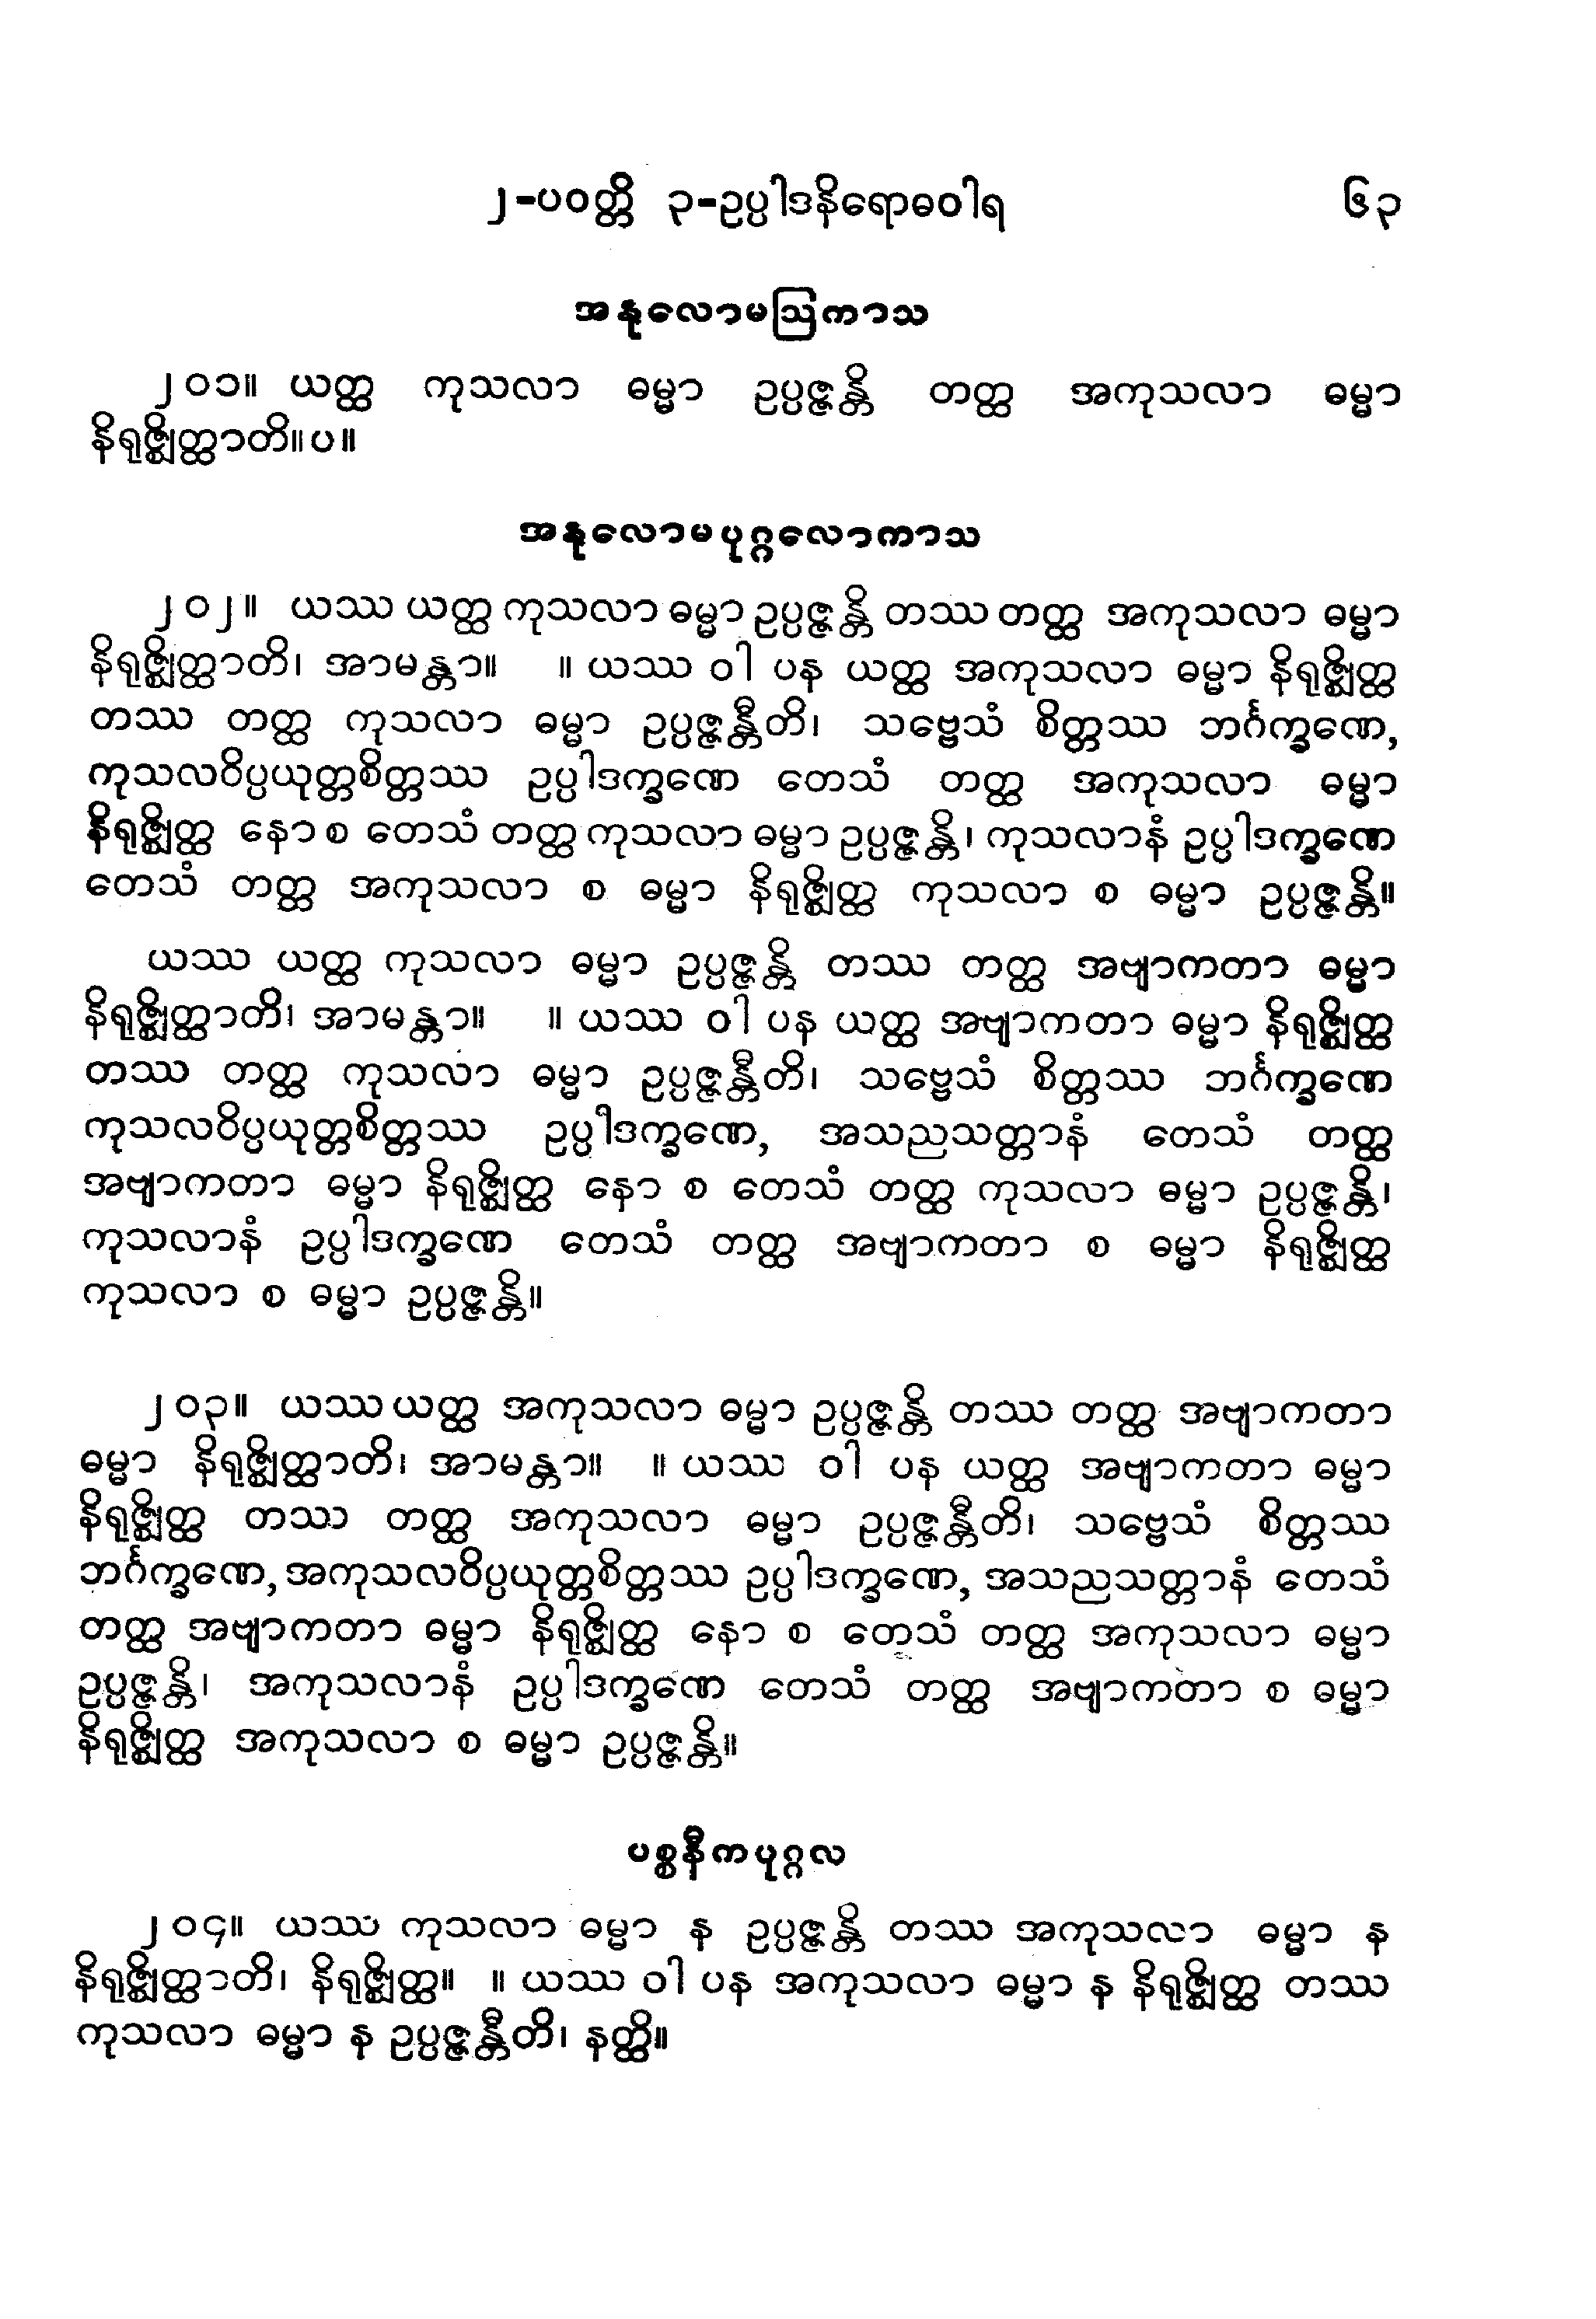 ၂-ပဝတ္တိ ၃-ဥပ္ပါဒနိရောဓဝါရ ၆၃
အနုလောမဩကာသ
၂၀၁။ ယတ္ထ ကုသလာ ဓမ္မာ ဥပ္ပဇ္ဇန္တိ တတ္ထ အကုသလာ ဓမ္မာ
နိရုဇ္ဈိတ္ထာတိ။ပ။
အနုလောမပုဂ္ဂလောကာသ
၂၀၂။ ယဿ ယတ္ထ ကုသလာ ဓမ္မာ ဥပ္ပဇ္ဇန္တိ တဿ တတ္ထ အကုသလာ ဓမ္မာ
နိရုဇ္ဈိတ္ထာတိ၊ အာမန္တာ။ ။ ယဿ ဝါ ပန ယတ္ထ အကုသလာ ဓမ္မာ နိရုဇ္ဈိတ္ထ
တဿ တတ္ထ ကုသလာ ဓမ္မာ ဥပ္ပဇ္ဇန္တီတိ၊ သဗ္ဗေသံ စိတ္တဿ ဘင်္ဂက္ခဏေ,
ကုသလဝိပ္ပယုတ္တစိတ္တဿ ဥပ္ပါဒက္ခဏေ တေသံ တတ္ထ အကုသလာ ဓမ္မာ
နိရုဇ္ဈိတ္ထ နော စ တေသံ တတ္ထ ကုသလာ ဓမ္မာ ဥပ္ပဇ္ဇန္တိ၊ ကုသလာနံ ဥပ္ပါဒက္ခဏေ
တေသံ တတ္ထ အကုသလာ စ ဓမ္မာ နိရုဇ္ဈိတ္ထ ကုသလာ စ ဓမ္မာ ဥပ္ပဇ္ဇန္တိ။
ယဿ ယတ္ထ ကုသလာ ဓမ္မာ ဥပ္ပဇ္ဇန္တိ တဿ တတ္ထ အဗျာကတာ ဓမ္မာ
နိရုဇ္ဈိတ္ထာတိ၊ အာမန္တာ။ ။ ယဿ ဝါ ပန ယတ္ထ အဗျာကတာ ဓမ္မာ နိရုဇ္ဈိတ္ထ
တဿ တတ္ထ ကုသလာ ဓမ္မာ ဥပ္ပဇ္ဇန္တီတိ၊ သဗ္ဗေသံ စိတ္တဿ ဘင်္ဂက္ခဏေ
ကုသလဝိပ္ပယုတ္တစိတ္တဿ ဥပ္ပါဒက္ခဏေ, အသညသတ္တာနံ တေသံ တတ္ထ
အဗျာကတာ ဓမ္မာ နိရုဇ္ဈိတ္ထ နော စ တေသံ တတ္ထ ကုသလာ ဓမ္မာ ဥပ္ပဇ္ဇန္တိ၊
ကုသလာနံ ဥပ္ပါဒက္ခဏေ တေသံ တတ္ထ အဗျာကတာ စ ဓမ္မာ နိရုဇ္ဈိတ္ထ
ကုသလာ စ ဓမ္မာ ဥပ္ပဇ္ဇန္တိ။
၂၀၃။ ယဿ ယတ္ထ အကုသလာ ဓမ္မာ ဥပ္ပဇ္ဇန္တိ တဿ တတ္ထ အဗျာကတာ
ဓမ္မာ နိရုဇ္ဈိတ္ထာတိ၊ အာမန္တာ။ ။ ယဿ ဝါ ပန ယတ္ထ အဗျာကတာ ဓမ္မာ
နိရုဇ္ဈိတ္ထ တဿ တတ္ထ အကုသလာ ဓမ္မာ ဥပ္ပဇ္ဇန္တီတိ၊ သဗ္ဗေသံ စိတ္တဿ
ဘင်္ဂက္ခဏေ, အကုသလဝိပ္ပယုတ္တစိတ္တဿ ဥပ္ပါဒက္ခဏေ, အသညသတ္တာနံ တေသံ
တတ္ထ အဗျာကတာ ဓမ္မာ နိရုဇ္ဈိတ္ထ နော စ တေသံ တတ္ထ အကုသလာ ဓမ္မာ
ဥပ္ပဇ္ဇန္တိ၊ အကုသလာနံ ဥပ္ပါဒက္ခဏေ တေသံ တတ္ထ အဗျာကတာ စ ဓမ္မာ
နိရုဇ္ဈိတ္ထ အကုသလာ စ ဓမ္မာ ဥပ္ပဇ္ဇန္တိ။
ပစ္စနီကပုဂ္ဂလ
၂၀၄။ ယဿ ကုသလာ ဓမ္မာ န ဥပ္ပဇ္ဇန္တိ တဿ အကုသလာ ဓမ္မာ န
နိရုဇ္ဈိတ္ထာတိ၊ နိရုဇ္ဈိတ္ထ။ ။ ယဿ ဝါ ပန အကုသလာ ဓမ္မာ န နိရုဇ္ဈိတ္ထ တဿ
ကုသလာ ဓမ္မာ န ဥပ္ပဇ္ဇန္တီတိ၊ နတ္ထိ။